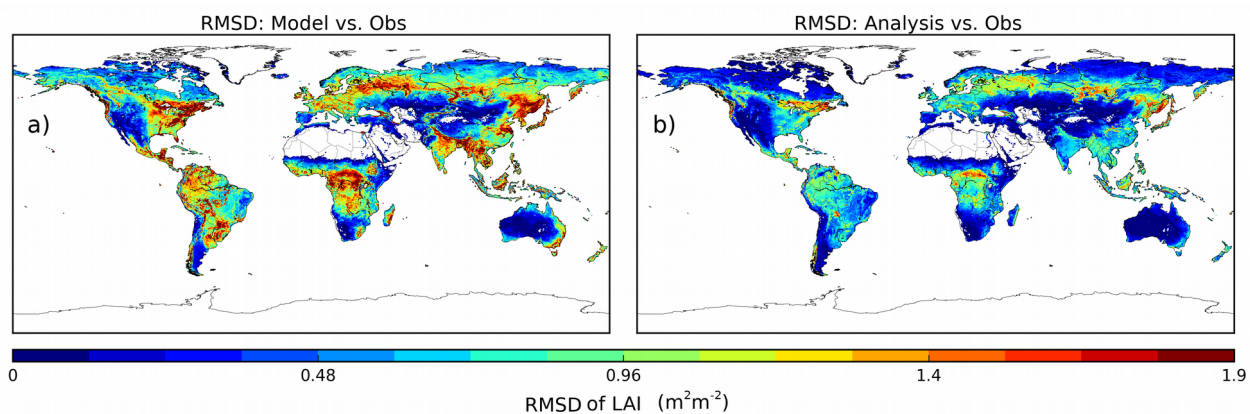 RMSD: Model vs. Obs
RMSD: Analysis vs. Obs
a)
b)
0 0.48 0.96 1.4 1.9
RMSD of LAI (m²m⁻²)